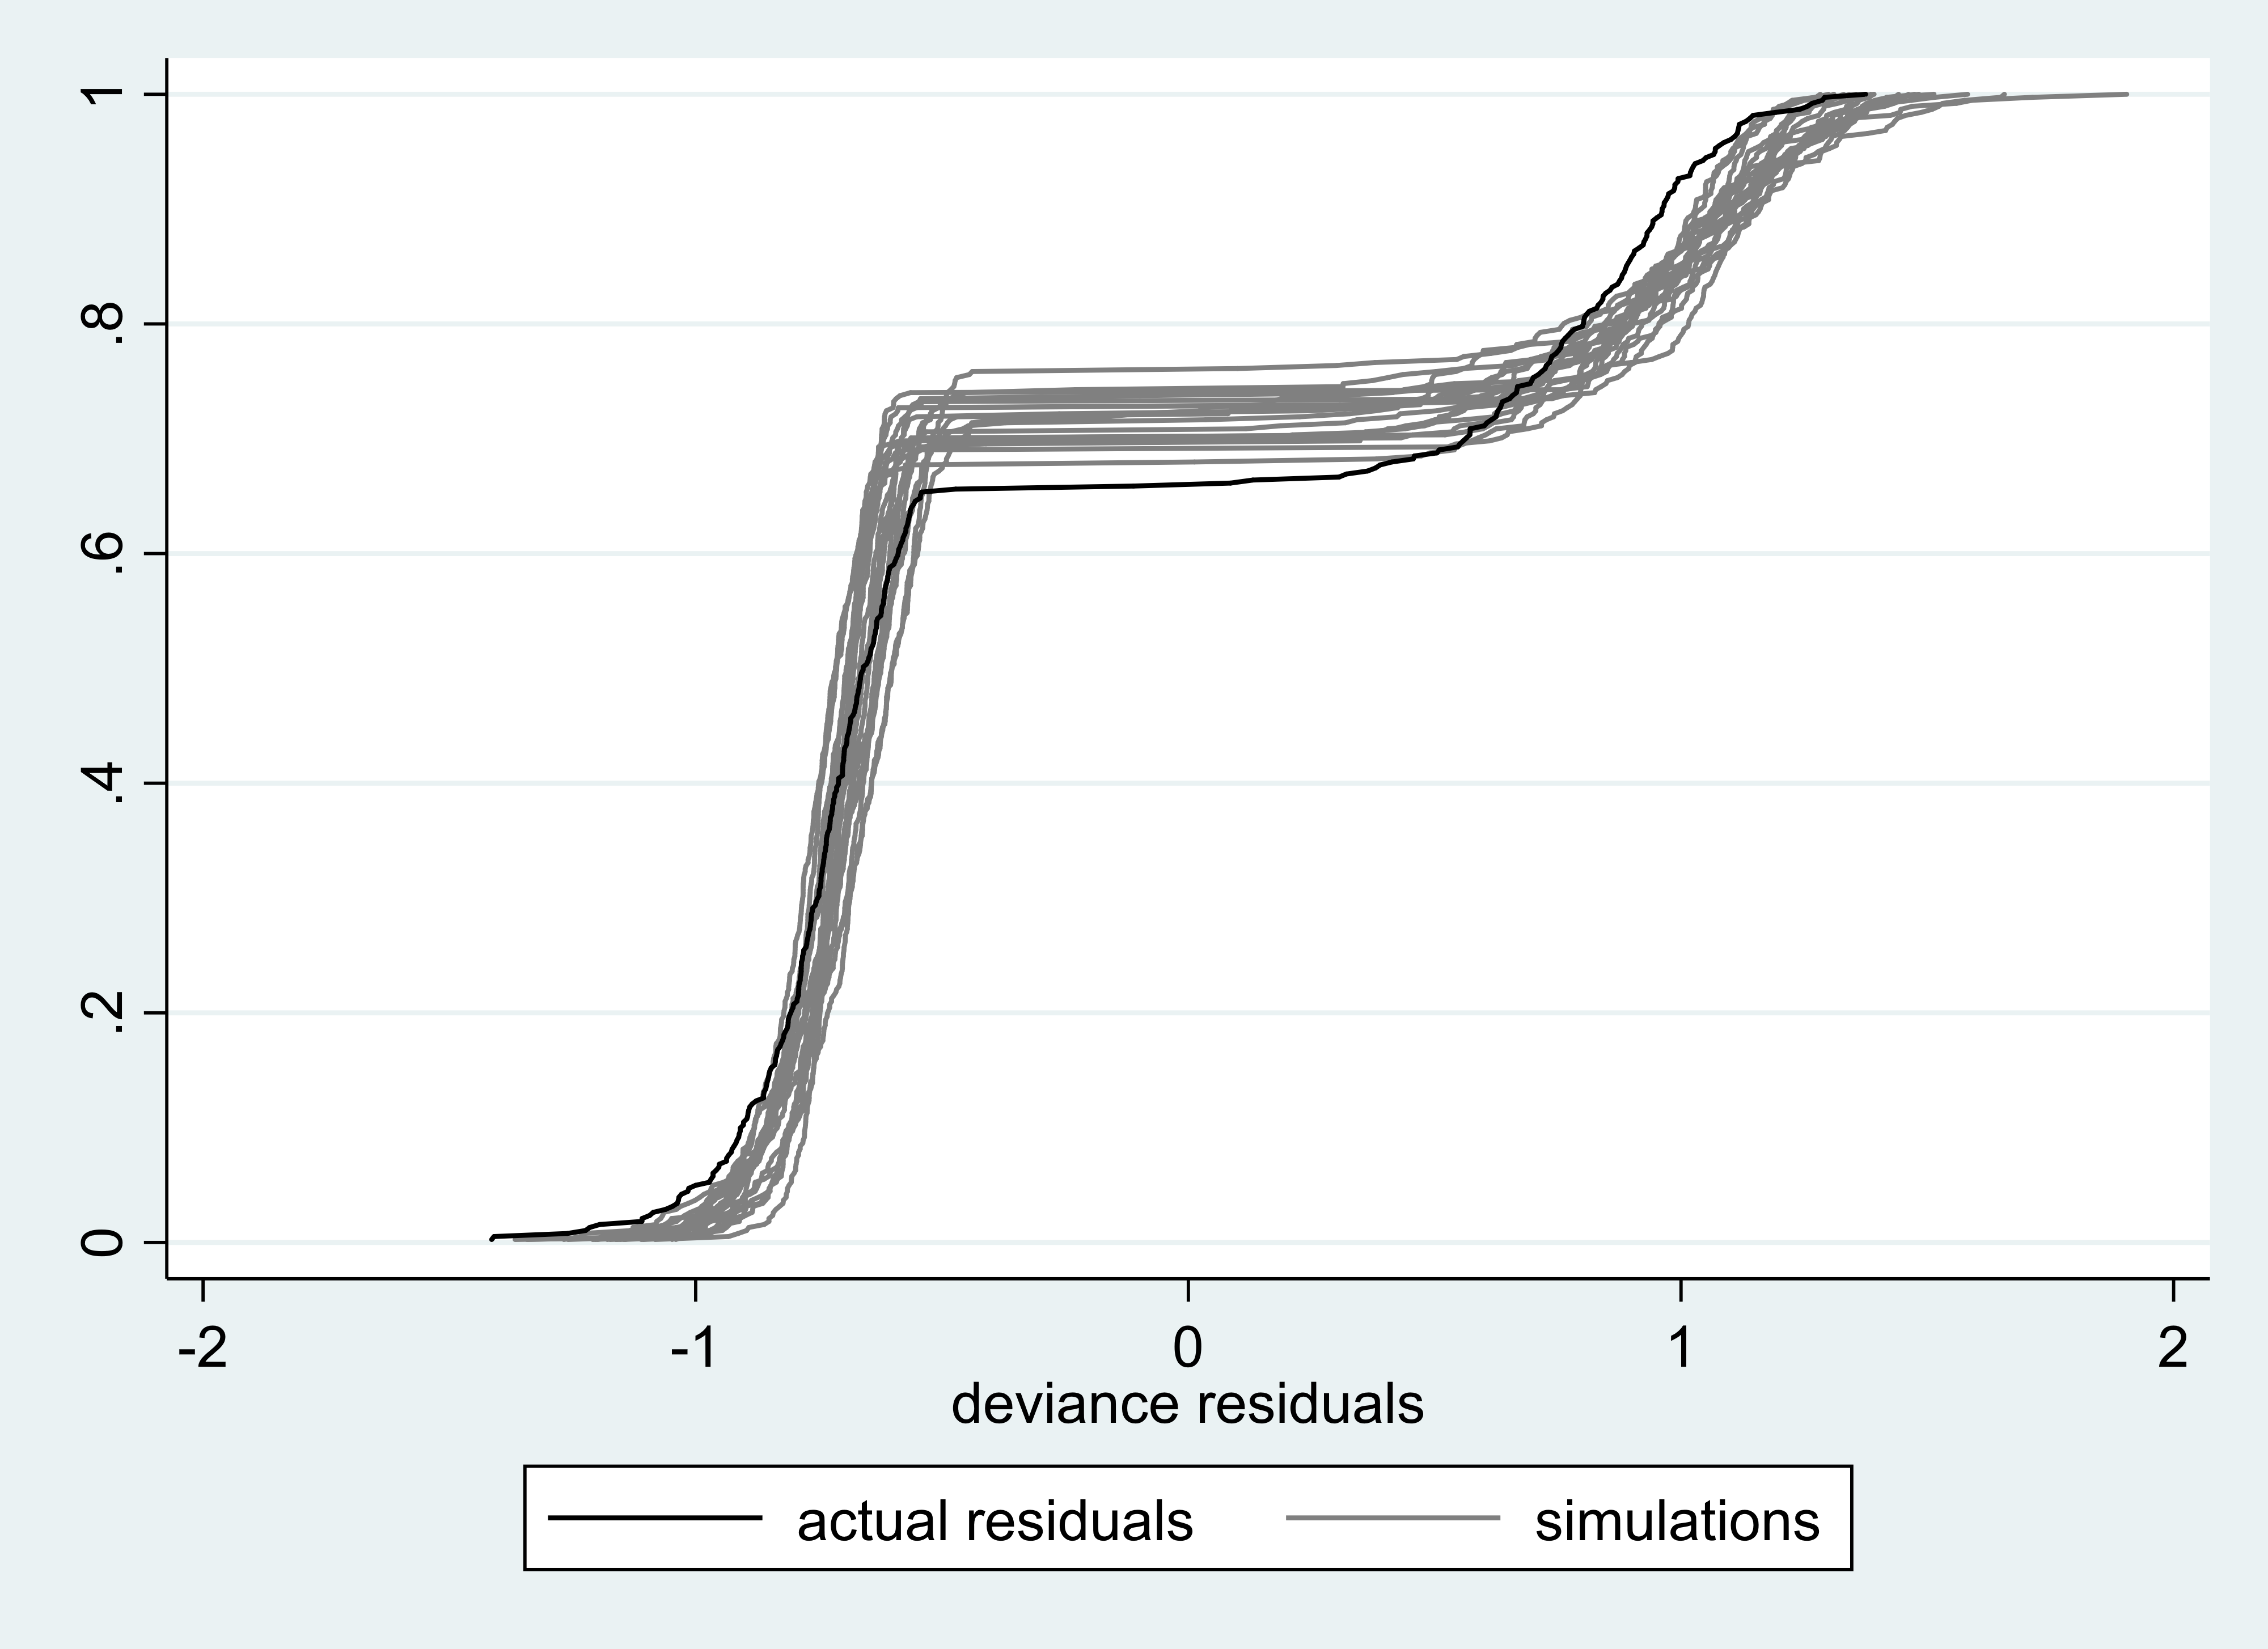 1
.8
.6
.4
.2
0
-2 -1 0 1 2
deviance residuals
actual residuals simulations